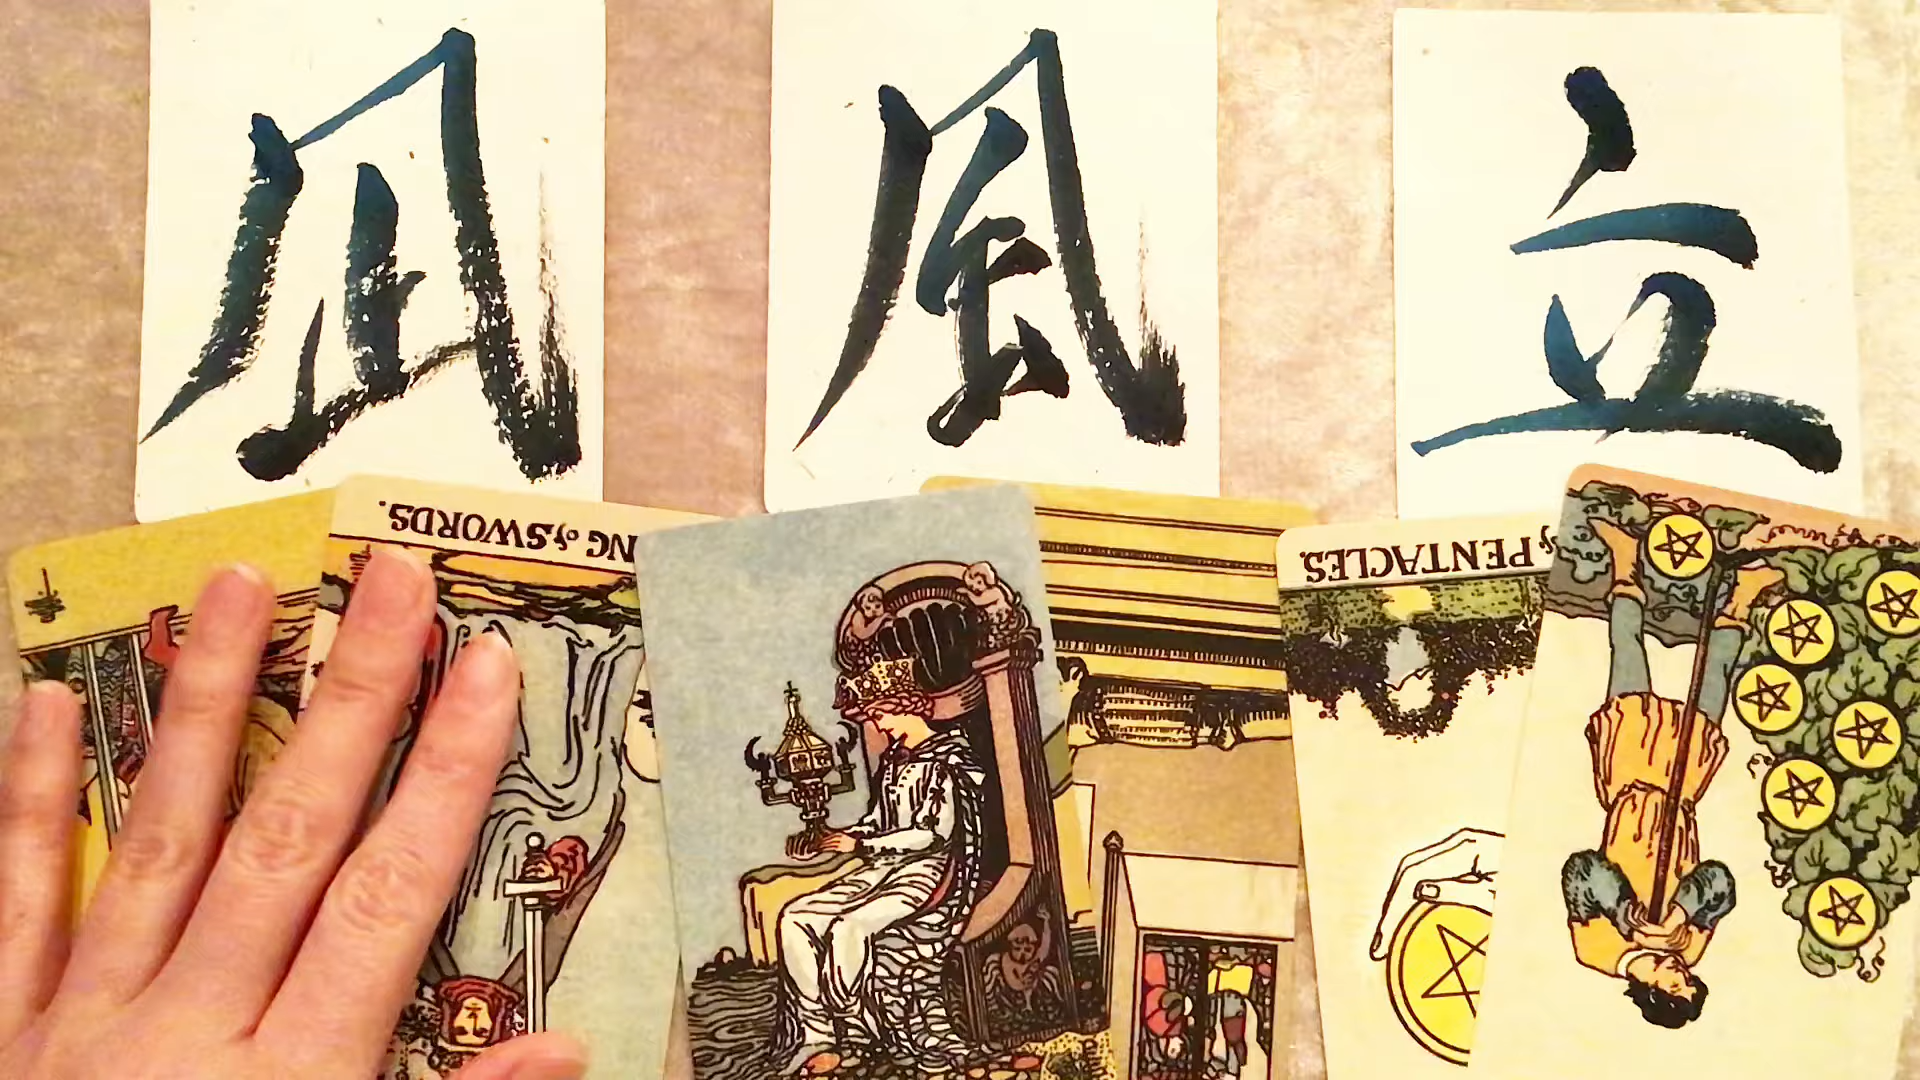 凪
風
立
NG of SWORDS.
of PENTACLES.